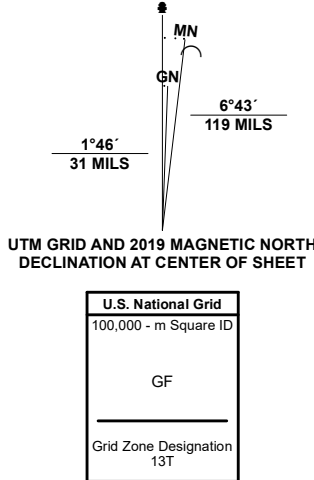 MN
GN
6°43´
119 MILS
1°46´
31 MILS
UTM GRID AND 2019 MAGNETIC NORTH
DECLINATION AT CENTER OF SHEET
U.S. National Grid
100,000 - m Square ID
GF
Grid Zone Designation
13T